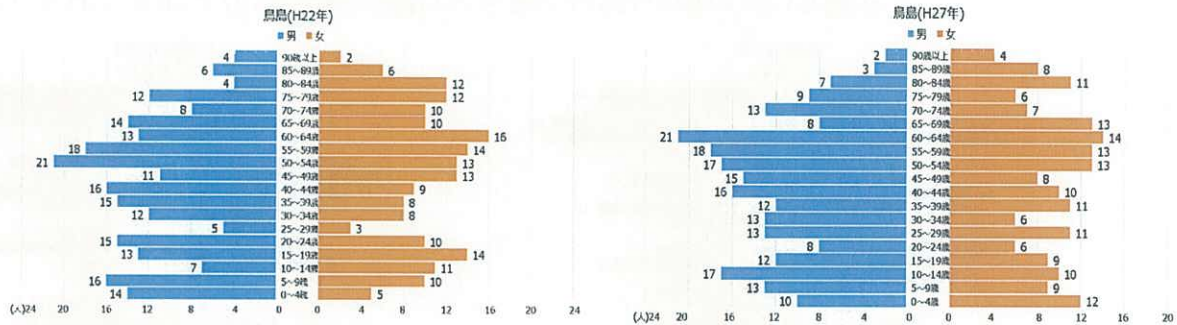 鳥島(H22年)
■男 ■女
4 90歳以上 2
6 85～89歳 6
4 80～84歳 12
12 75～79歳 12
8 70～74歳 10
14 65～69歳 10
13 60～64歳 16
18 55～59歳 14
21 50～54歳 13
11 45～49歳 13
16 40～44歳 9
15 35～39歳 8
12 30～34歳 8
5 25～29歳 3
15 20～24歳 10
13 15～19歳 14
7 10～14歳 11
16 5～9歳 10
14 0～4歳 5
(人)24 20 16 12 8 4 0 0 4 8 12 16 20 24
鳥島(H27年)
■男 ■女
2 90歳以上 4
3 85～89歳 8
7 80～84歳 11
9 75～79歳 6
13 70～74歳 7
8 65～69歳 13
21 60～64歳 14
18 55～59歳 13
17 50～54歳 13
15 45～49歳 8
16 40～44歳 10
12 35～39歳 11
13 30～34歳 6
13 25～29歳 11
8 20～24歳 6
12 15～19歳 9
17 10～14歳 10
13 5～9歳 9
10 0～4歳 12
(人)24 20 16 12 8 4 0 0 4 8 12 16 20